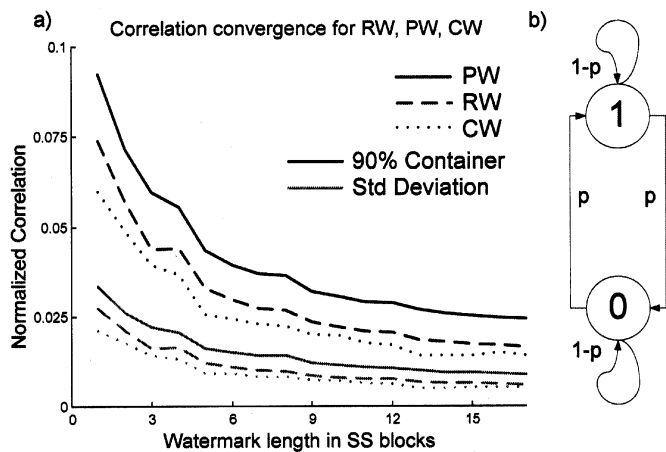 a)
Correlation convergence for RW, PW, CW
b)
0.1
0.075
0.05
0.025
0
Normalized Correlation
PW
RW
CW
90% Container
Std Deviation
0
3
6
9
12
15
Watermark length in SS blocks
1-p
1
p
p
0
1-p